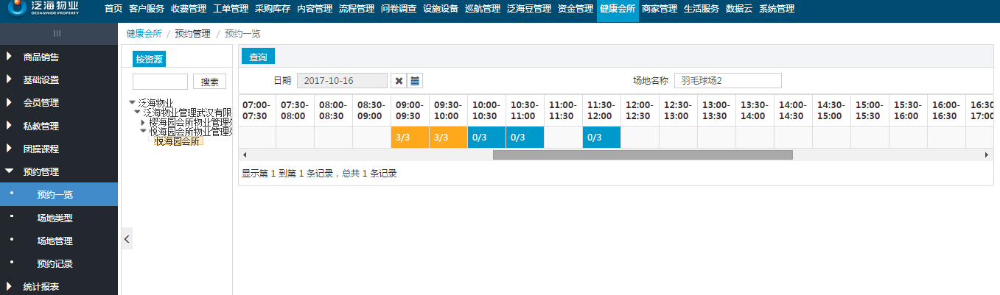 泛海物业
OCEANWIDE PROPERTY
首页 客户服务 收费管理 工单管理 采购库存 内容管理 流程管理 问卷调查 设施设备 巡航管理 泛海豆管理 资金管理 健康会所 商家管理 生活服务 数据云 系统管理
健康会所 / 预约管理 / 预约一览
商品销售
基础设置
会员管理
私教管理
团操课程
预约管理
预约一览
场地类型
场地管理
预约记录
统计报表
按资源
搜索
泛海物业
泛海物业管理武汉有限
樱海园会所物业管理处
悦海园会所物业管理处
悦海园会所
查询
日期 2017-10-16 场地名称 羽毛球场2
07:00- 07:30- 08:00- 08:30- 09:00- 09:30- 10:00- 10:30- 11:00- 11:30- 12:00- 12:30- 13:00- 13:30- 14:00- 14:30- 15:00- 15:30- 16:00- 16:30-
07:30 08:00 08:30 09:00 09:30 10:00 10:30 11:00 11:30 12:00 12:30 13:00 13:30 14:00 14:30 15:00 15:30 16:00 16:30 17:00
3/3 3/3 0/3 0/3 0/3
显示第 1 到第 1 条记录，总共 1 条记录